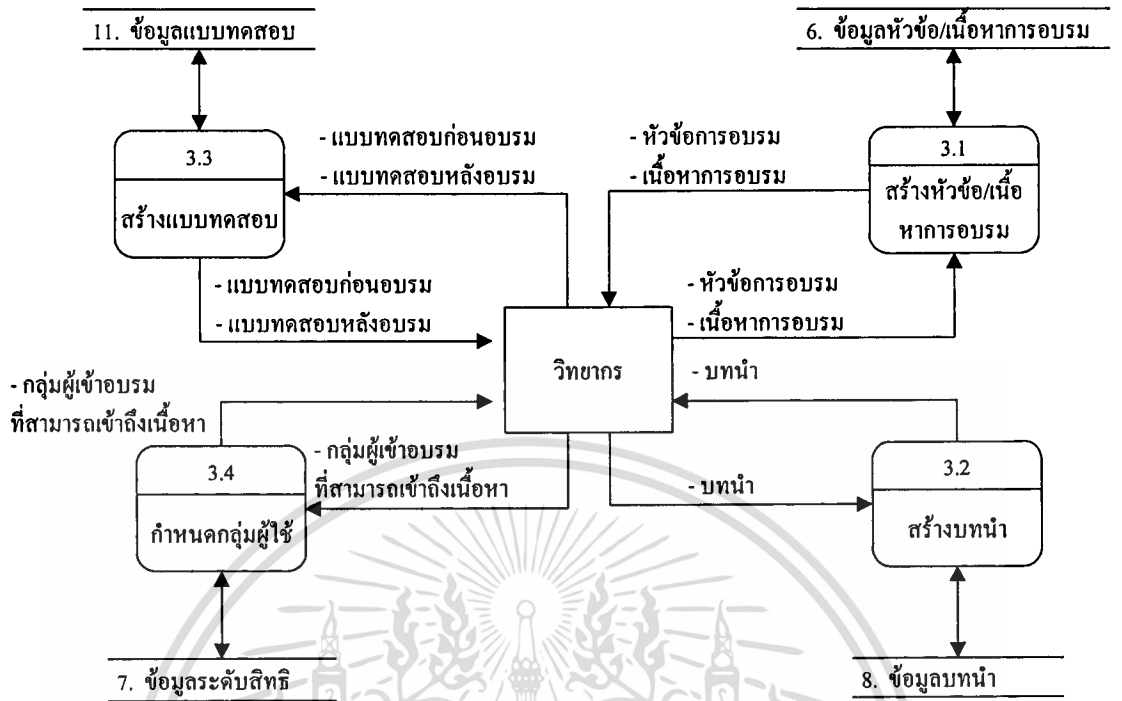 11. ข้อมูลแบบทดสอบ
6. ข้อมูลหัวข้อ/เนื้อหาการอบรม
3.3
สร้างแบบทดสอบ
- แบบทดสอบก่อนอบรม
- แบบทดสอบหลังอบรม
- หัวข้อการอบรม
- เนื้อหาการอบรม
3.1
สร้างหัวข้อ/เนื้อ
หาการอบรม
- แบบทดสอบก่อนอบรม
- แบบทดสอบหลังอบรม
- หัวข้อการอบรม
- เนื้อหาการอบรม
วิทยากร
- กลุ่มผู้เข้าอบรม
ที่สามารถเข้าถึงเนื้อหา
- บทนำ
3.4
กำหนดกลุ่มผู้ใช้
- กลุ่มผู้เข้าอบรม
ที่สามารถเข้าถึงเนื้อหา
- บทนำ
3.2
สร้างบทนำ
7. ข้อมูลระดับสิทธิ
8. ข้อมูลบทนำ